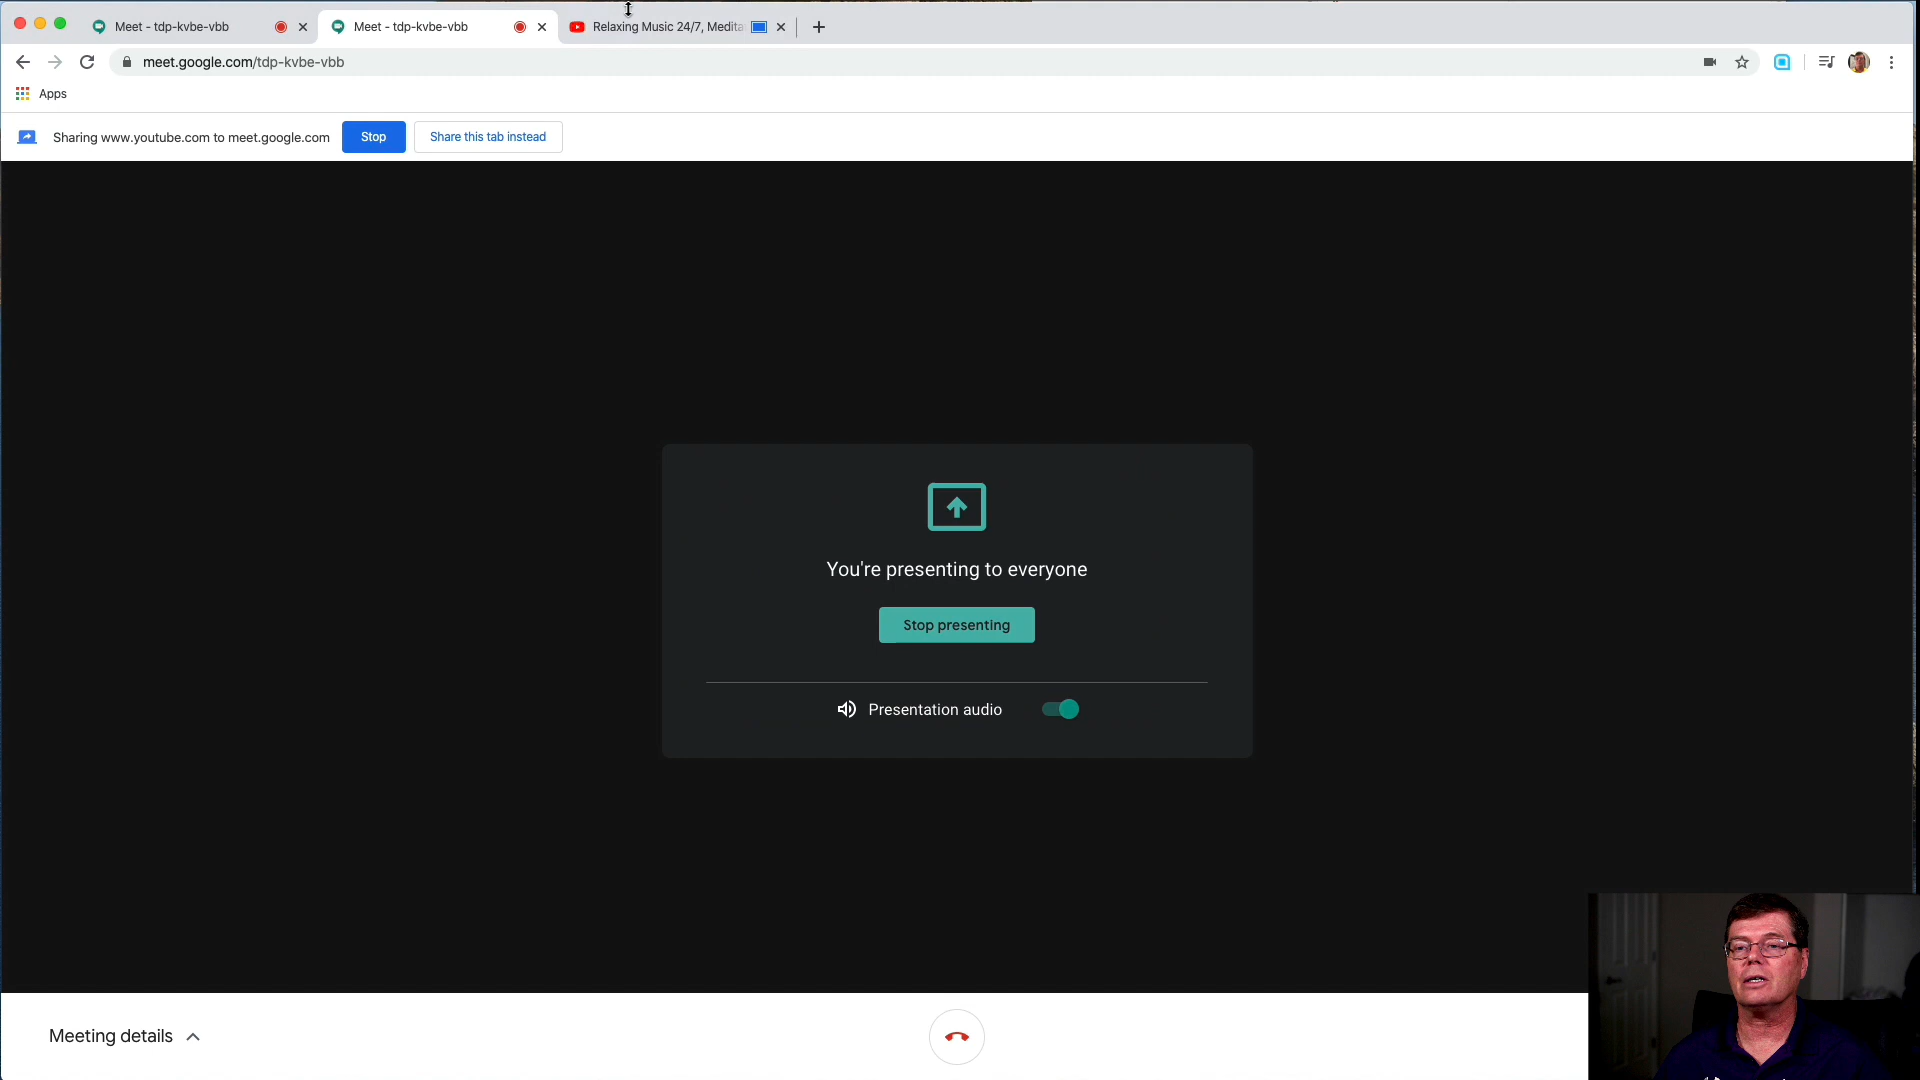 Meet - tdp-kvbe-vbb
Meet - tdp-kvbe-vbb
Relaxing Music 24/7, Medita
meet.google.com/tdp-kvbe-vbb
Apps
Sharing www.youtube.com to meet.google.com
Stop
Share this tab instead
You're presenting to everyone
Stop presenting
Presentation audio
Meeting details